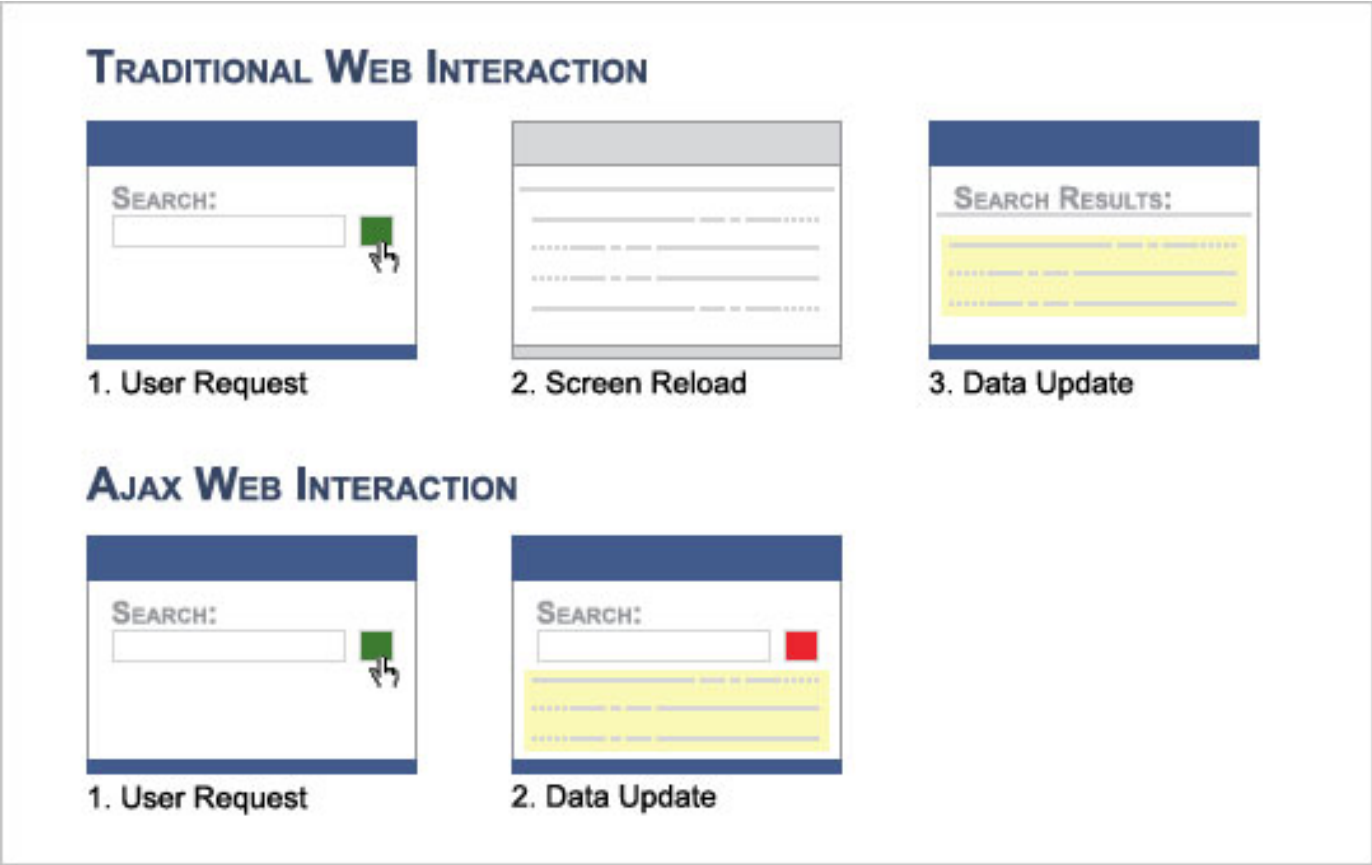 TRADITIONAL WEB INTERACTION
SEARCH:
SEARCH RESULTS:
1. User Request
2. Screen Reload
3. Data Update
AJAX WEB INTERACTION
SEARCH:
SEARCH:
1. User Request
2. Data Update